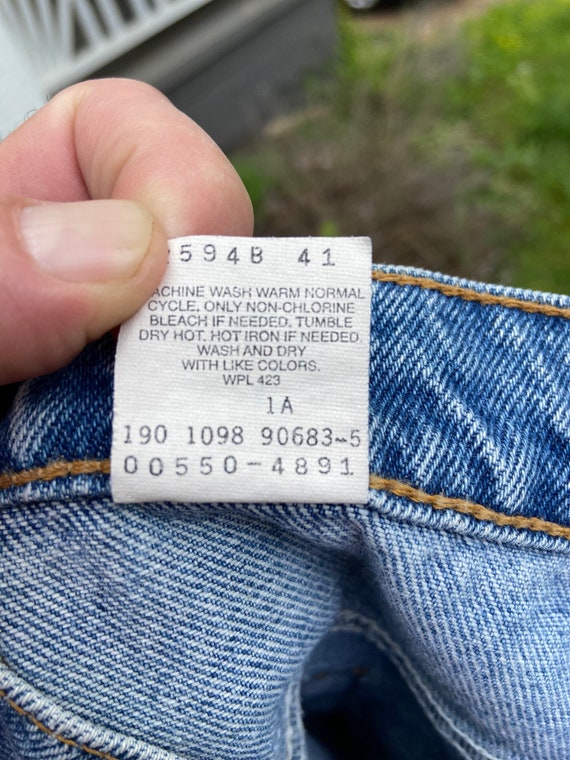 594B 41
MACHINE WASH WARM NORMAL
CYCLE. ONLY NON-CHLORINE
BLEACH IF NEEDED. TUMBLE
DRY HOT. HOT IRON IF NEEDED.
WASH AND DRY
WITH LIKE COLORS.
WPL 423
1A
190 1098 90683-5
00550-4891